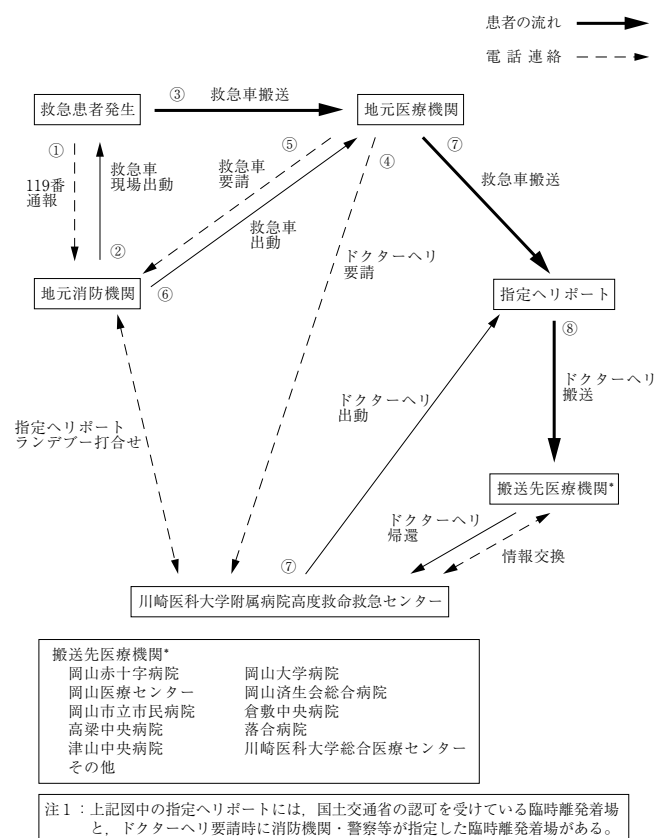 患者の流れ
電話連絡
③ 救急車搬送
救急患者発生
地元医療機関
①
119番
通報
救急車
現場出動
②
⑤
救急車
要請
④
⑦
救急車搬送
救急車
出動
ドクターヘリ
要請
地元消防機関
⑥
指定ヘリポート
⑧
ドクターヘリ
搬送
ドクターヘリ
出動
指定ヘリポート
ランデブー打合せ
搬送先医療機関*
ドクターヘリ
帰還
情報交換
⑦
川崎医科大学附属病院高度救命救急センター
搬送先医療機関*
岡山赤十字病院 岡山大学病院
岡山医療センター 岡山済生会総合病院
岡山市立市民病院 倉敷中央病院
高梁中央病院 落合病院
津山中央病院 川崎医科大学総合医療センター
その他
注1:上記図中の指定ヘリポートには,国土交通省の認可を受けている臨時離発着場
と,ドクターヘリ要請時に消防機関・警察等が指定した臨時離発着場がある。